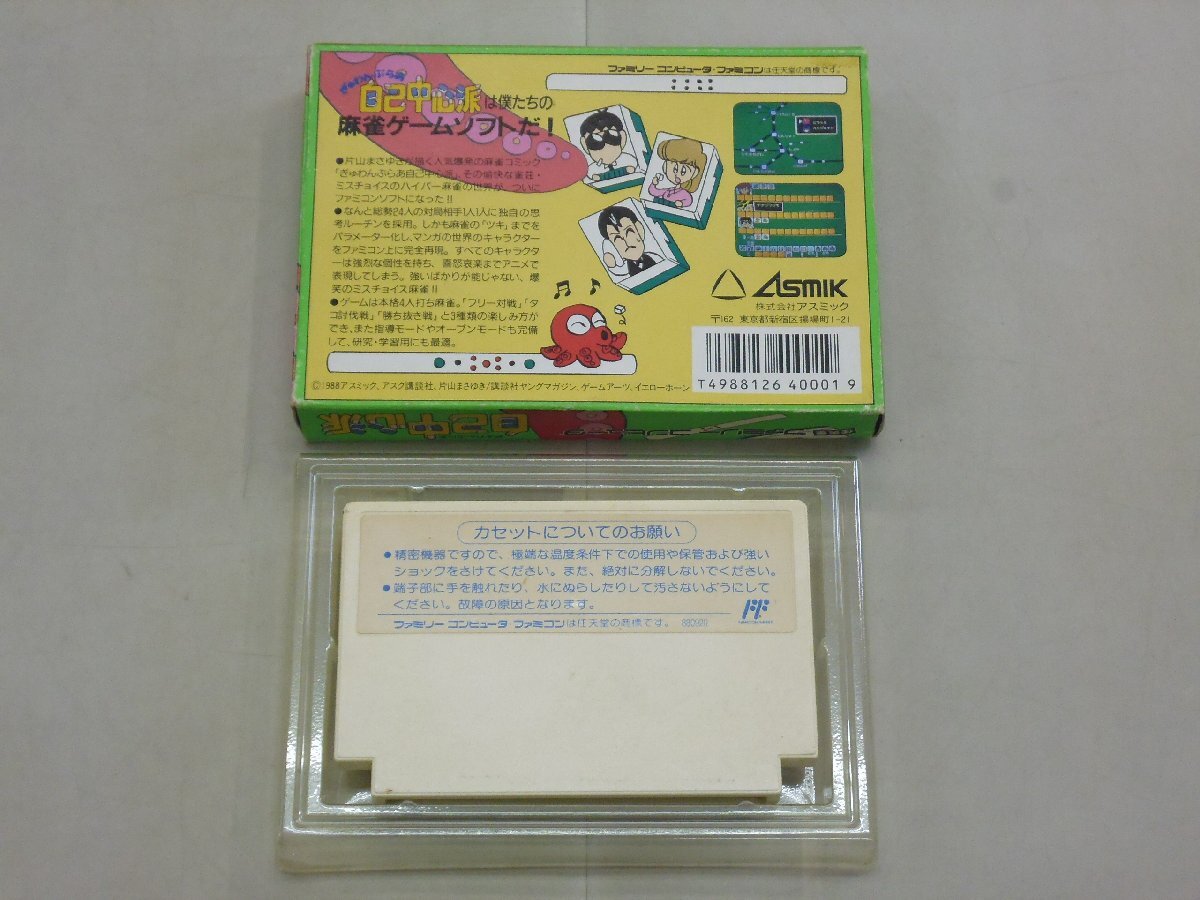 ファミリー コンピュータ・ファミコンは任天堂の商標です。
ぎゅわんぶらあ
自己中心派は僕たちの
麻雀ゲームソフトだ!
●片山まさゆきが描く人気爆発の麻雀コミック
「ぎゅわんぶらあ自己中心派」。その愉快な雀荘・
ミスチョイスのハイパー麻雀の世界が、ついに
ファミコンソフトになった!!
●なんと総勢24人の対局相手1人1人に独自の思
考ルーチンを採用。しかも麻雀の「ツキ」までを
パラメーター化し、マンガの世界のキャラクター
をファミコン上に完全再現。すべてのキャラクタ
ーは強烈な個性を持ち、喜怒哀楽までアニメで
表現してしまう。強いばかりが能じゃない、爆
笑のミスチョイス麻雀!!
●ゲームは本格4人打ち麻雀。「フリー対戦」「タ
コ討伐戦」「勝ち抜き戦」と3種類の楽しみ方が
でき、また指導モードやオープンモードも完備
して、研究・学習用にも最適。
ASMIK
株式会社アスミック
〒162 東京都新宿区揚場町1-21
T4988126 40001 9
©1988アスミック、アスク講談社、片山まさゆき/講談社ヤングマガジン、ゲームアーツ、イエローホーン
自己中心派
カセットについてのお願い
●精密機器ですので、極端な温度条件下での使用や保管および強い
ショックをさけてください。また、絶対に分解しないでください。
●端子部に手を触れたり、水にぬらしたりして汚さないようにして
ください。故障の原因となります。
ファミリー コンピュータ ファミコンは任天堂の商標です。